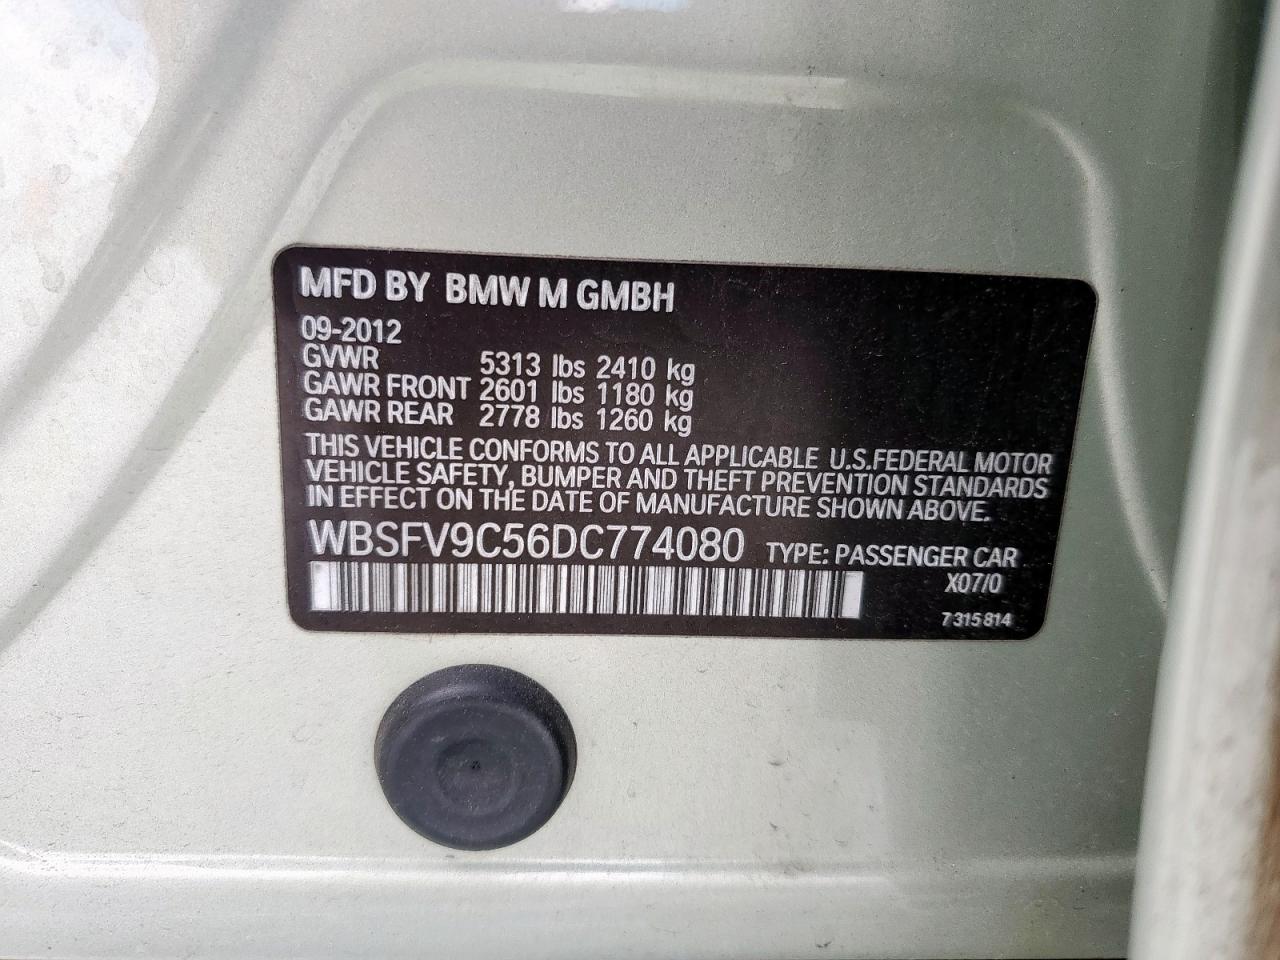 MFD BY BMW M GMBH
09-2012
GVWR 5313 lbs 2410 kg
GAWR FRONT 2601 lbs 1180 kg
GAWR REAR 2778 lbs 1260 kg
THIS VEHICLE CONFORMS TO ALL APPLICABLE U.S.FEDERAL MOTOR
VEHICLE SAFETY, BUMPER AND THEFT PREVENTION STANDARDS
IN EFFECT ON THE DATE OF MANUFACTURE SHOWN ABOVE.
WBSFV9C56DC774080 TYPE: PASSENGER CAR
X07/0
7 315 814